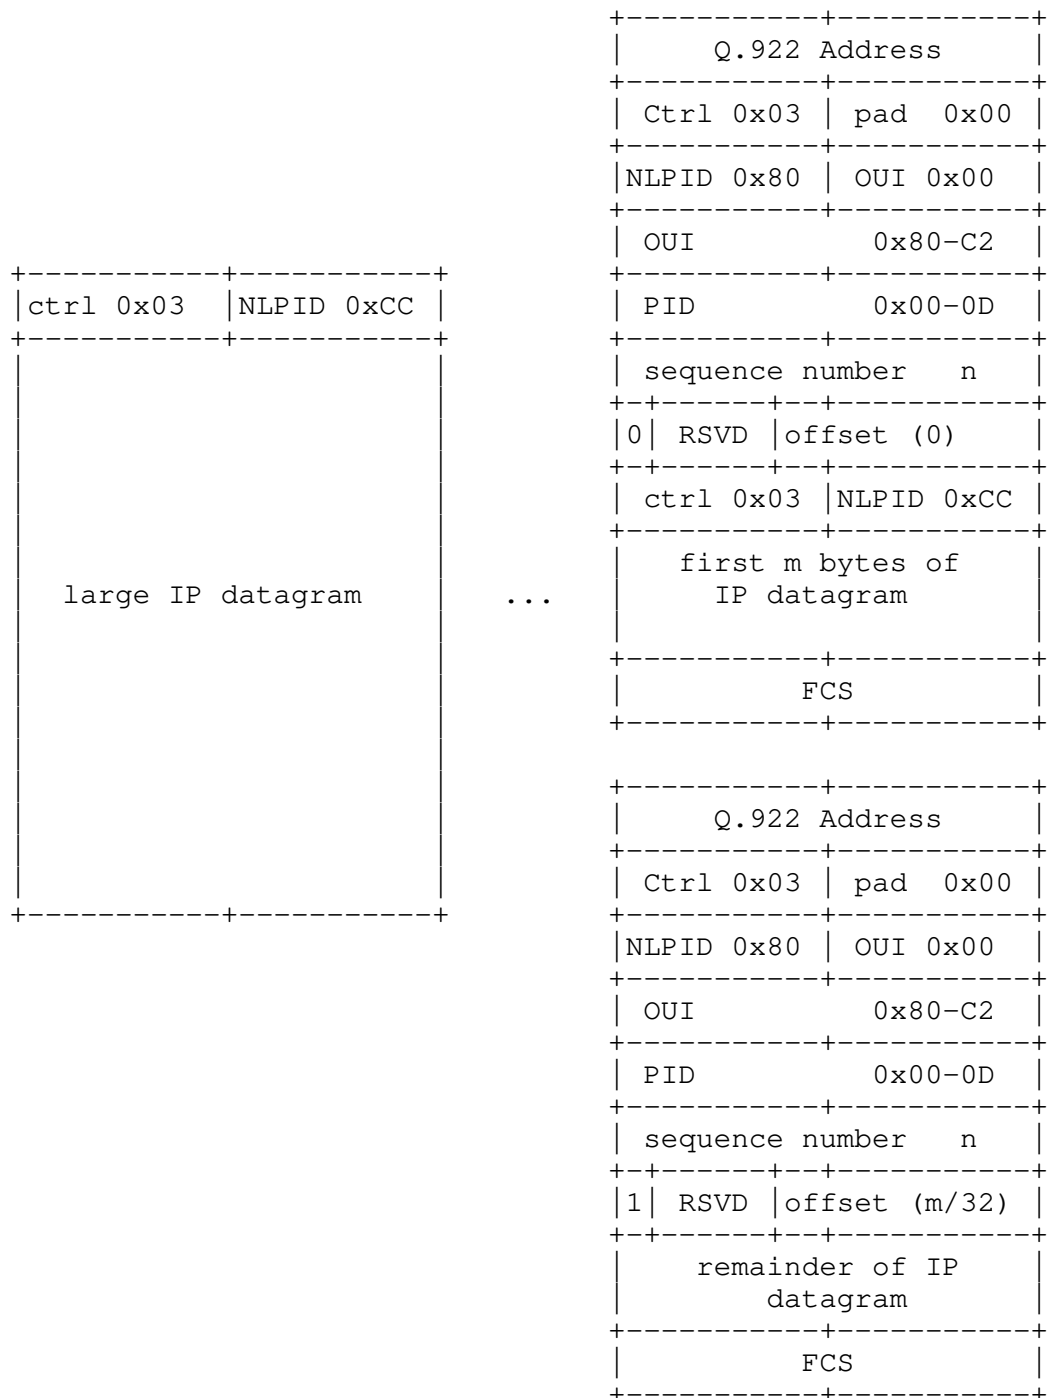 Q.922 Address
Ctrl 0x03 | pad 0x00
NLPID 0x80 | OUI 0x00
OUI 0x80-C2
ctrl 0x03 |NLPID 0xCC
PID 0x00-0D
sequence number n
0| RSVD |offset (0)
ctrl 0x03 |NLPID 0xCC
first m bytes of
large IP datagram ... IP datagram
FCS
Q.922 Address
Ctrl 0x03 | pad 0x00
NLPID 0x80 | OUI 0x00
OUI 0x80-C2
PID 0x00-0D
sequence number n
1| RSVD |offset (m/32)
remainder of IP
datagram
FCS